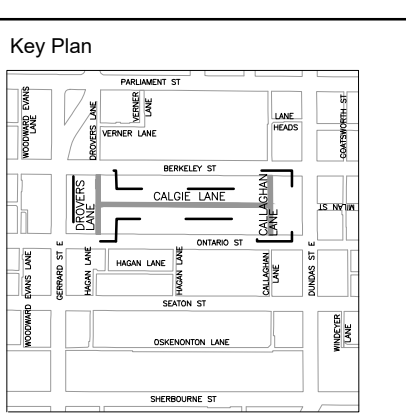 Key Plan
PARLIAMENT ST
WOODWARD EVANS
LANE
DROVERS LANE
VERNER
LANE
VERNER LANE
LANE
HEADS
COATSWORTH ST
BERKELEY ST
DROVERS
LANE
CALGIE LANE
CALLAGHAN
LANE
MILAN ST
ONTARIO ST
WOODWARD EVANS LANE
GERRARD ST E
HAGAN LANE
HAGAN LANE
HAGAN LANE
CALLAGHAN
LANE
DUNDAS ST E
SEATON ST
OSKENONTON LANE
WINDEYER
LANE
SHERBOURNE ST